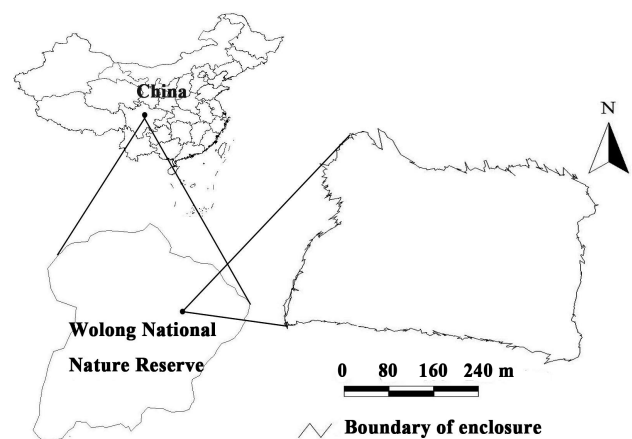 China
N
Wolong National
Nature Reserve
0 80 160 240 m
Boundary of enclosure